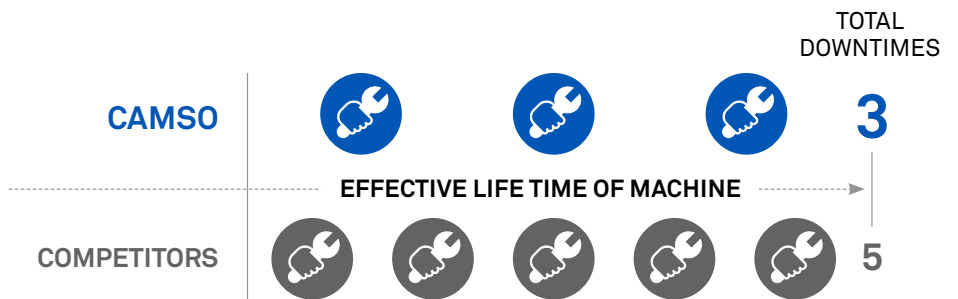 TOTAL
DOWNTIMES
CAMSO
3
EFFECTIVE LIFE TIME OF MACHINE
COMPETITORS
5